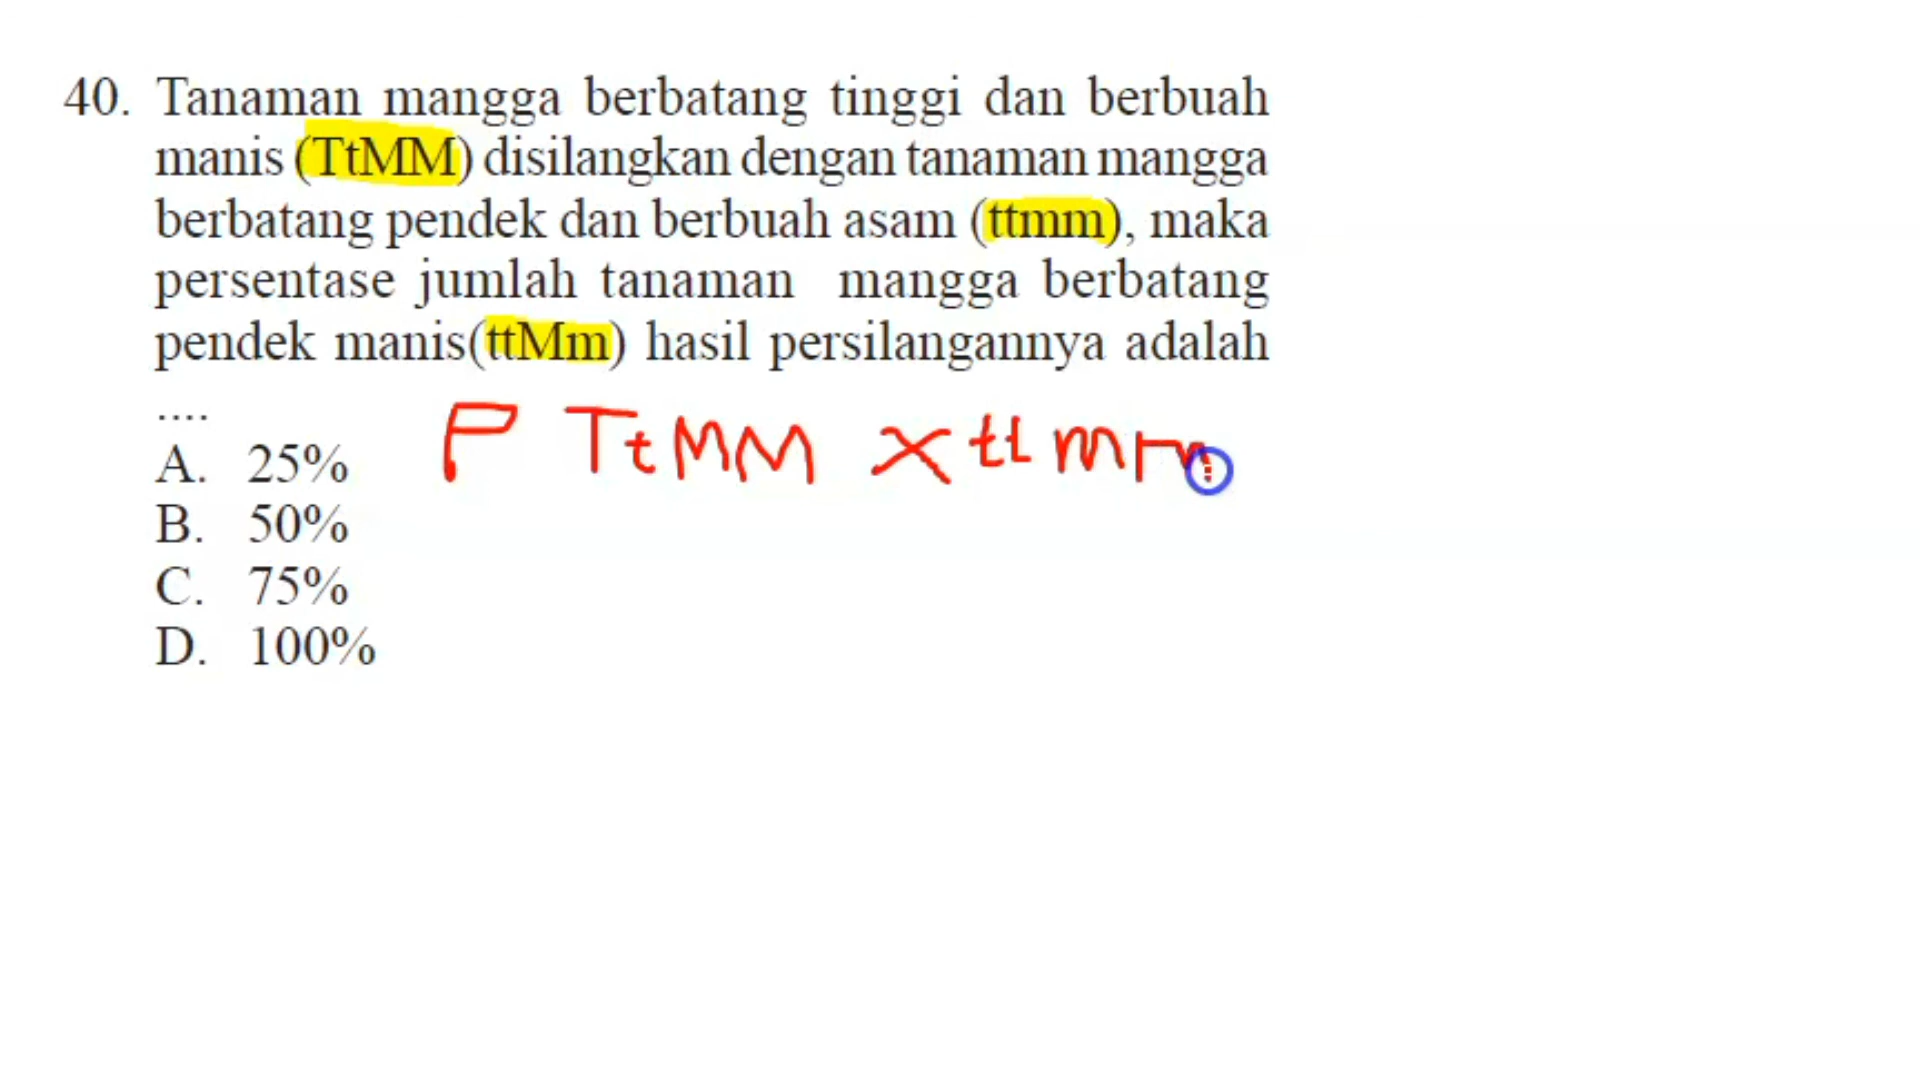 40. Tanaman mangga berbatang tinggi dan berbuah
manis (TtMM) disilangkan dengan tanaman mangga
berbatang pendek dan berbuah asam (ttmm), maka
persentase jumlah tanaman mangga berbatang
pendek manis(ttMm) hasil persilangannya adalah
....
P TtMM x ttmm
A. 25%
B. 50%
C. 75%
D. 100%